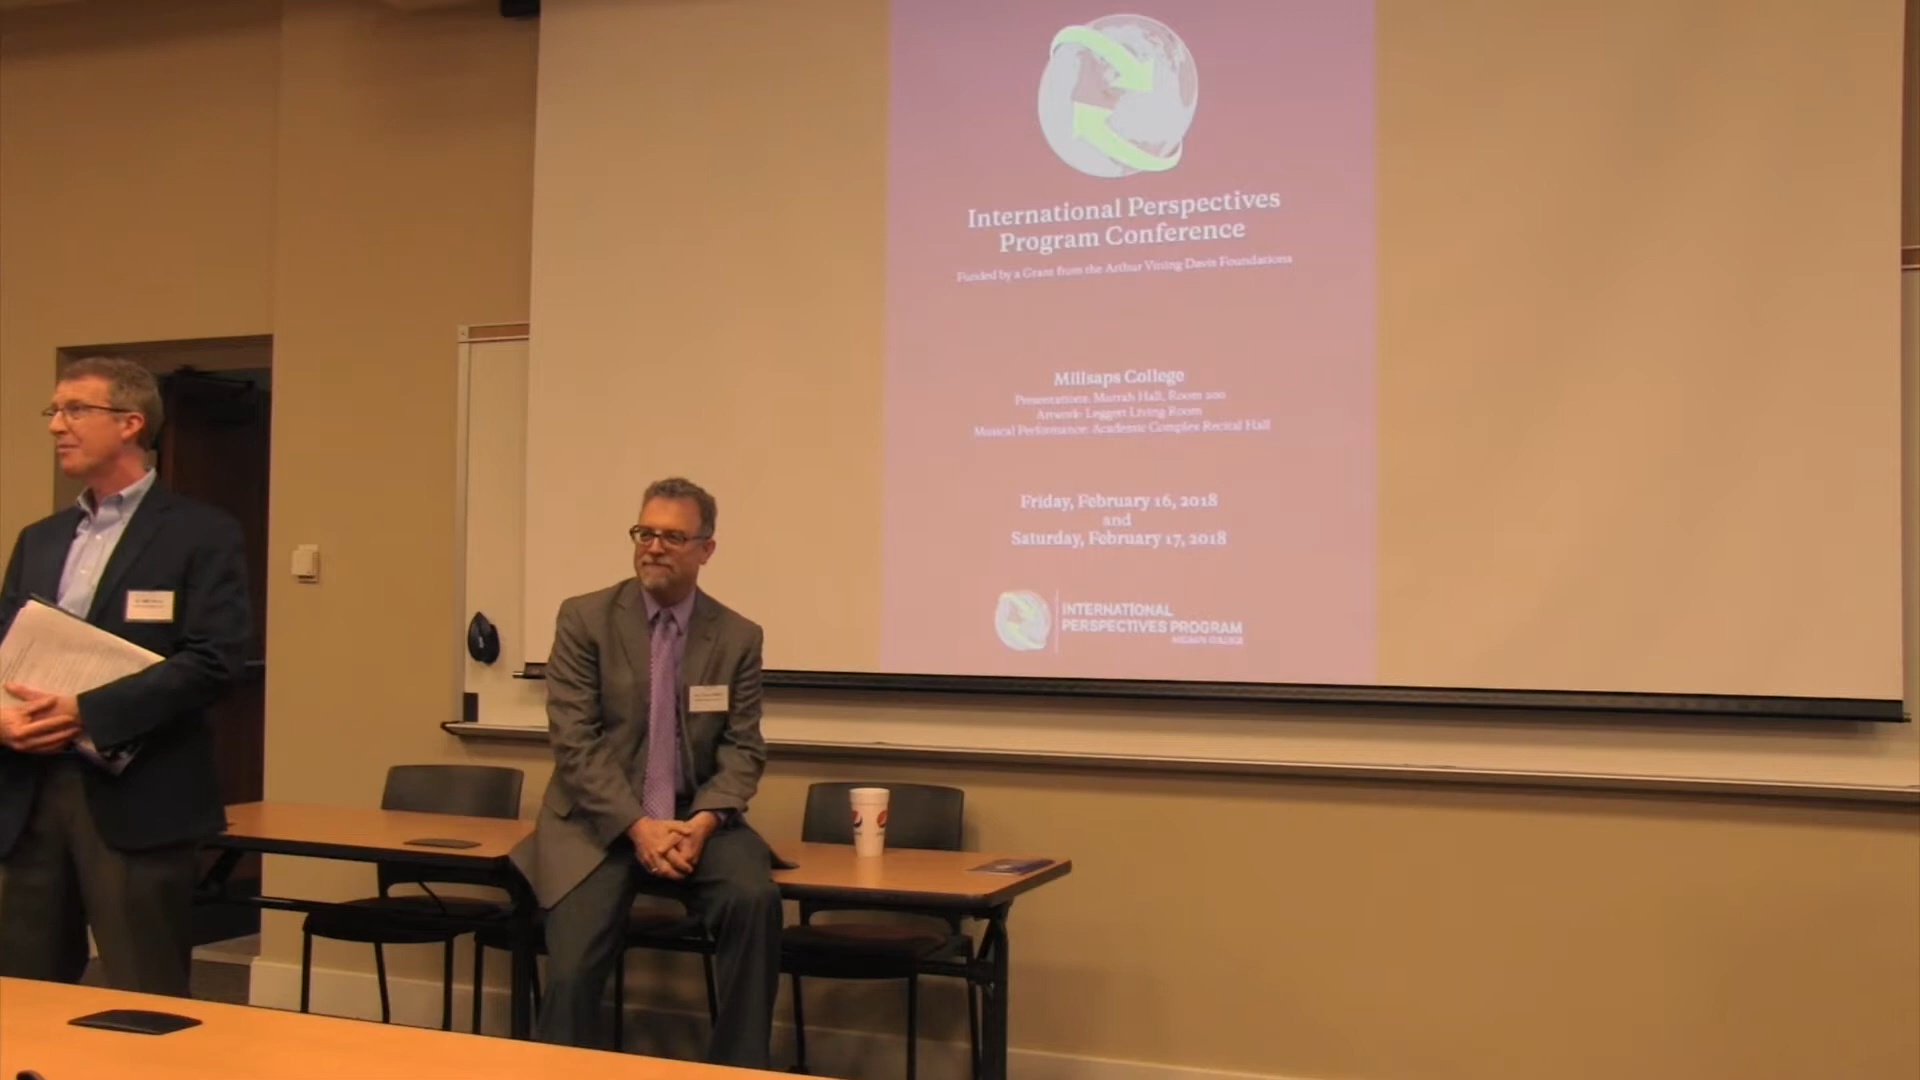 International Perspectives
Program Conference
Funded by a Grant from the Arthur Vining Davis Foundations
Millsaps College
Presentations: Murrah Hall, Room 200
Artwork: Leggett Living Room
Musical Performance: Academic Complex Recital Hall
Friday, February 16, 2018
and
Saturday, February 17, 2018
INTERNATIONAL
PERSPECTIVES PROGRAM
MILLSAPS COLLEGE